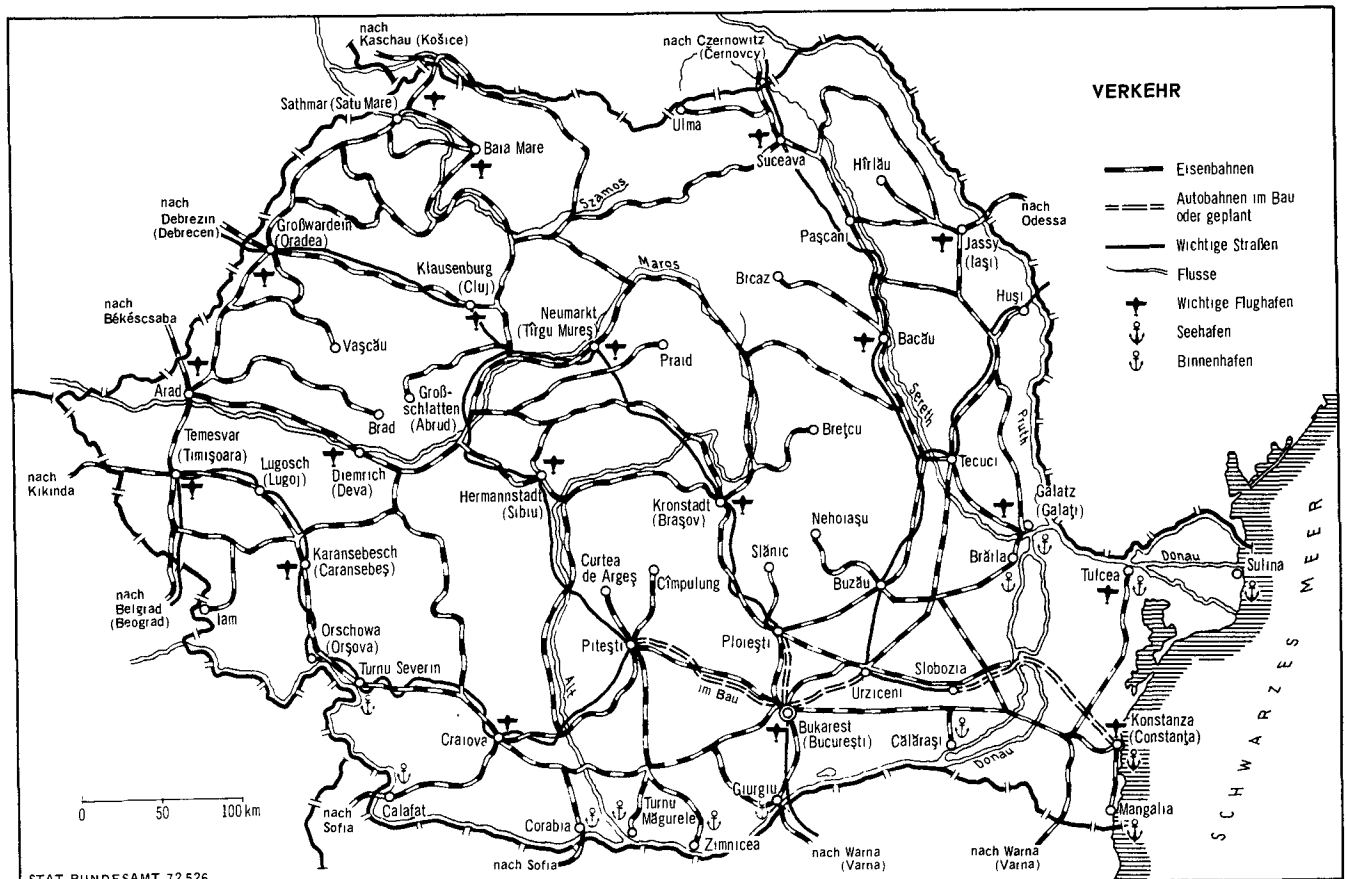 nach
Kaschau (Košice)
nach Czernowitz
(Černovcy)
Sathmar (Satu Mare)
Baia Mare
Ulma
Suceava
Hîrlău
Szamos
nach
Debrezin
(Debrecen)
Großwardein
(Oradea)
Klausenburg
(Cluj)
Maros
Paşcani
Jassy
(Iaşi)
nach
Odessa
Bicaz
Huşi
Neumarkt
(Tîrgu Mureş)
nach
Békéscsaba
Vaşcău
Praid
Bacău
Arad
Groß-
schlatten
(Abrud)
Brad
Sereth
Pruth
Breţcu
Temesvar
(Timişoara)
Lugosch
(Lugoj)
Diemrich
(Deva)
Tecuci
nach
Kikinda
Hermannstadt
(Sibiu)
Kronstadt
(Braşov)
Galatz
(Galaţi)
Nehoiaşu
Karansebesch
(Caransebeş)
Curtea
de Argeş
Slănic
Brăila
Donau
Sulina
Cîmpulung
Buzău
Tulcea
nach
Belgrad
(Beograd)
Iam
Orschowa
(Orşova)
Turnu Severin
Piteşti
Ploieşti
Slobozia
im Bau
Urziceni
Alt
Craiova
Bukarest
(Bucureşti)
Călăraşi
Donau
Konstanza
(Constanţa)
Calafat
nach
Sofia
Corabia
Turnu
Măgurele
Giurgiu
Mangalia
Zimnicea
nach Sofia
nach Warna
(Varna)
nach Warna
(Varna)
SCHWARZES MEER
0 50 100 km
VERKEHR
Eisenbahnen
Autobahnen im Bau
oder geplant
Wichtige Straßen
Flusse
Wichtige Flughafen
Seehafen
Binnenhafen
STAT. BUNDESAMT 72 526